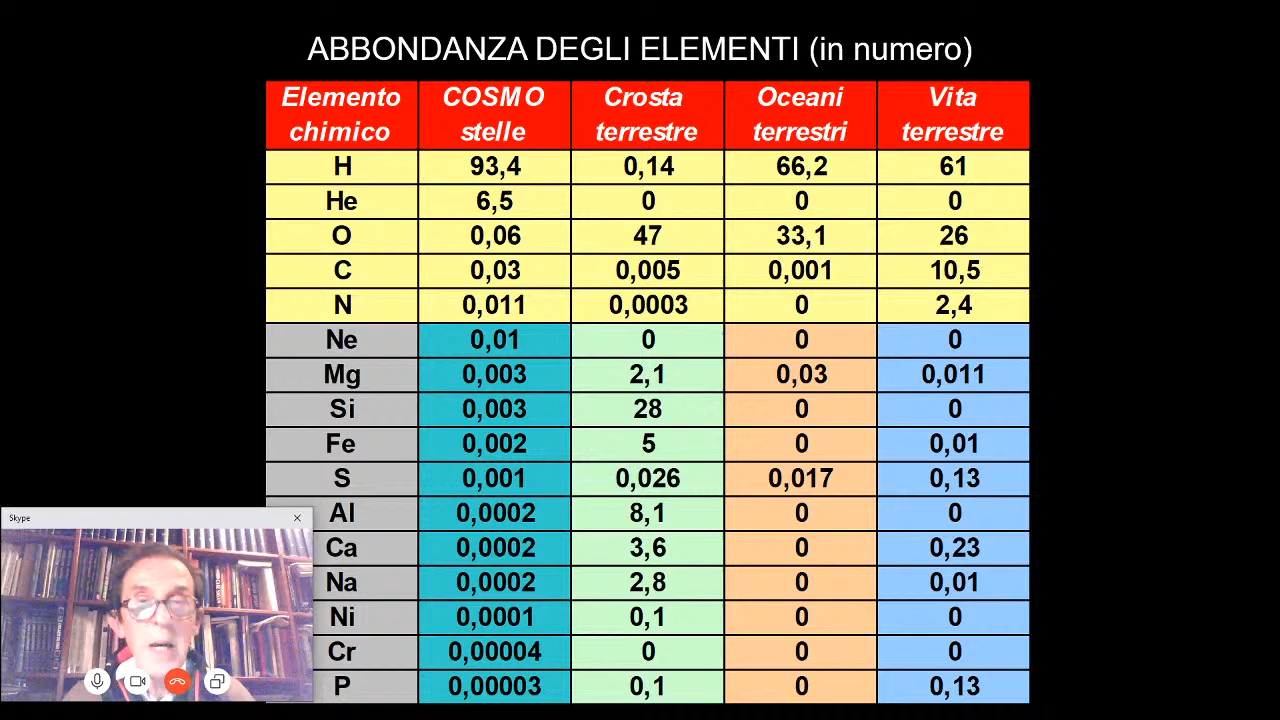 ABBONDANZA DEGLI ELEMENTI (in numero)
Elemento chimico COSMO stelle Crosta terrestre Oceani terrestri Vita terrestre
H 93,4 0,14 66,2 61
He 6,5 0 0 0
O 0,06 47 33,1 26
C 0,03 0,005 0,001 10,5
N 0,011 0,0003 0 2,4
Ne 0,01 0 0 0
Mg 0,003 2,1 0,03 0,011
Si 0,003 28 0 0
Fe 0,002 5 0 0,01
S 0,001 0,026 0,017 0,13
Al 0,0002 8,1 0 0
Ca 0,0002 3,6 0 0,23
Na 0,0002 2,8 0 0,01
Ni 0,0001 0,1 0 0
Cr 0,00004 0 0 0
P 0,00003 0,1 0 0,13
Skype